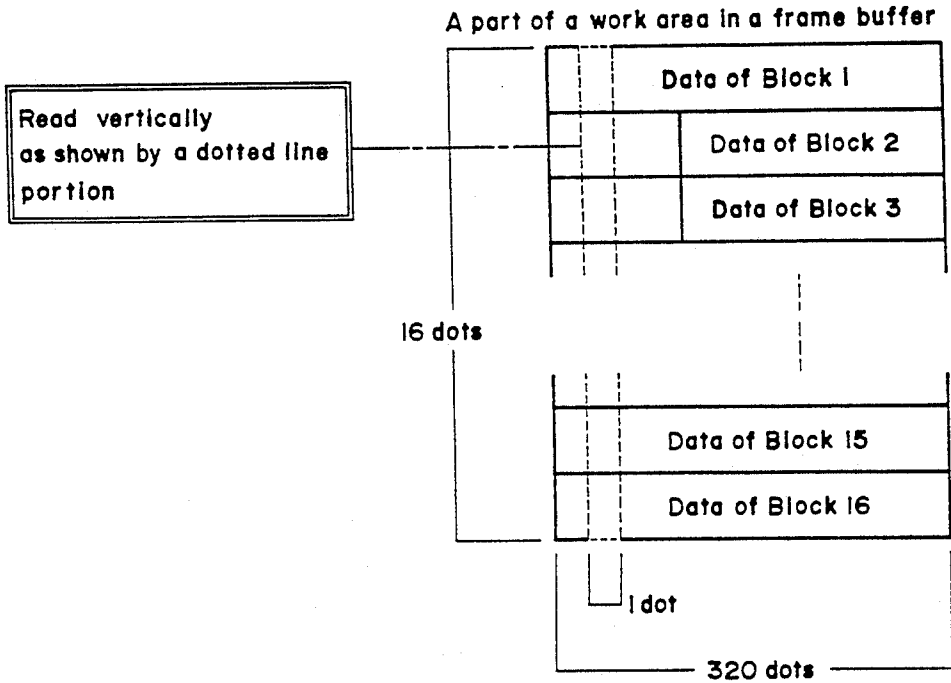 A part of a work area in a frame buffer
Read vertically
as shown by a dotted line
portion
Data of Block 1
Data of Block 2
Data of Block 3
16 dots
Data of Block 15
Data of Block 16
1 dot
320 dots